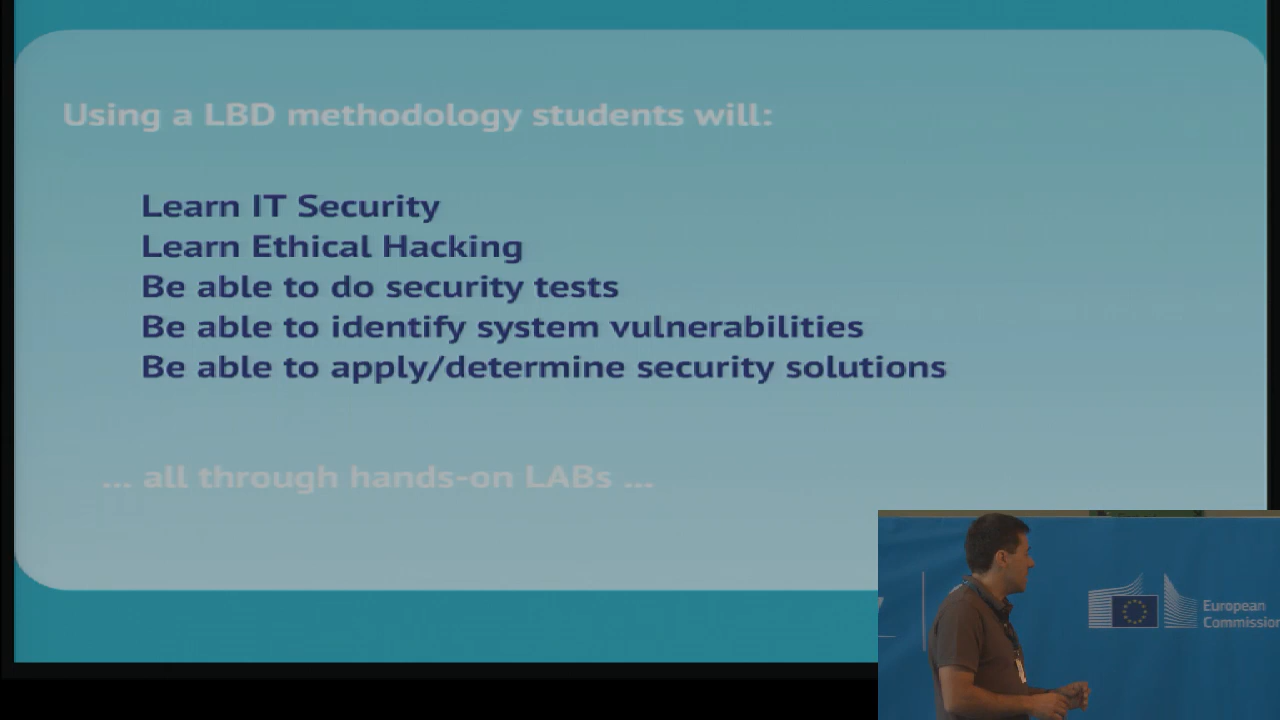 Using a LBD methodology students will:
Learn IT Security
Learn Ethical Hacking
Be able to do security tests
Be able to identify system vulnerabilities
Be able to apply/determine security solutions
... all through hands-on LABs ...
European
Commission